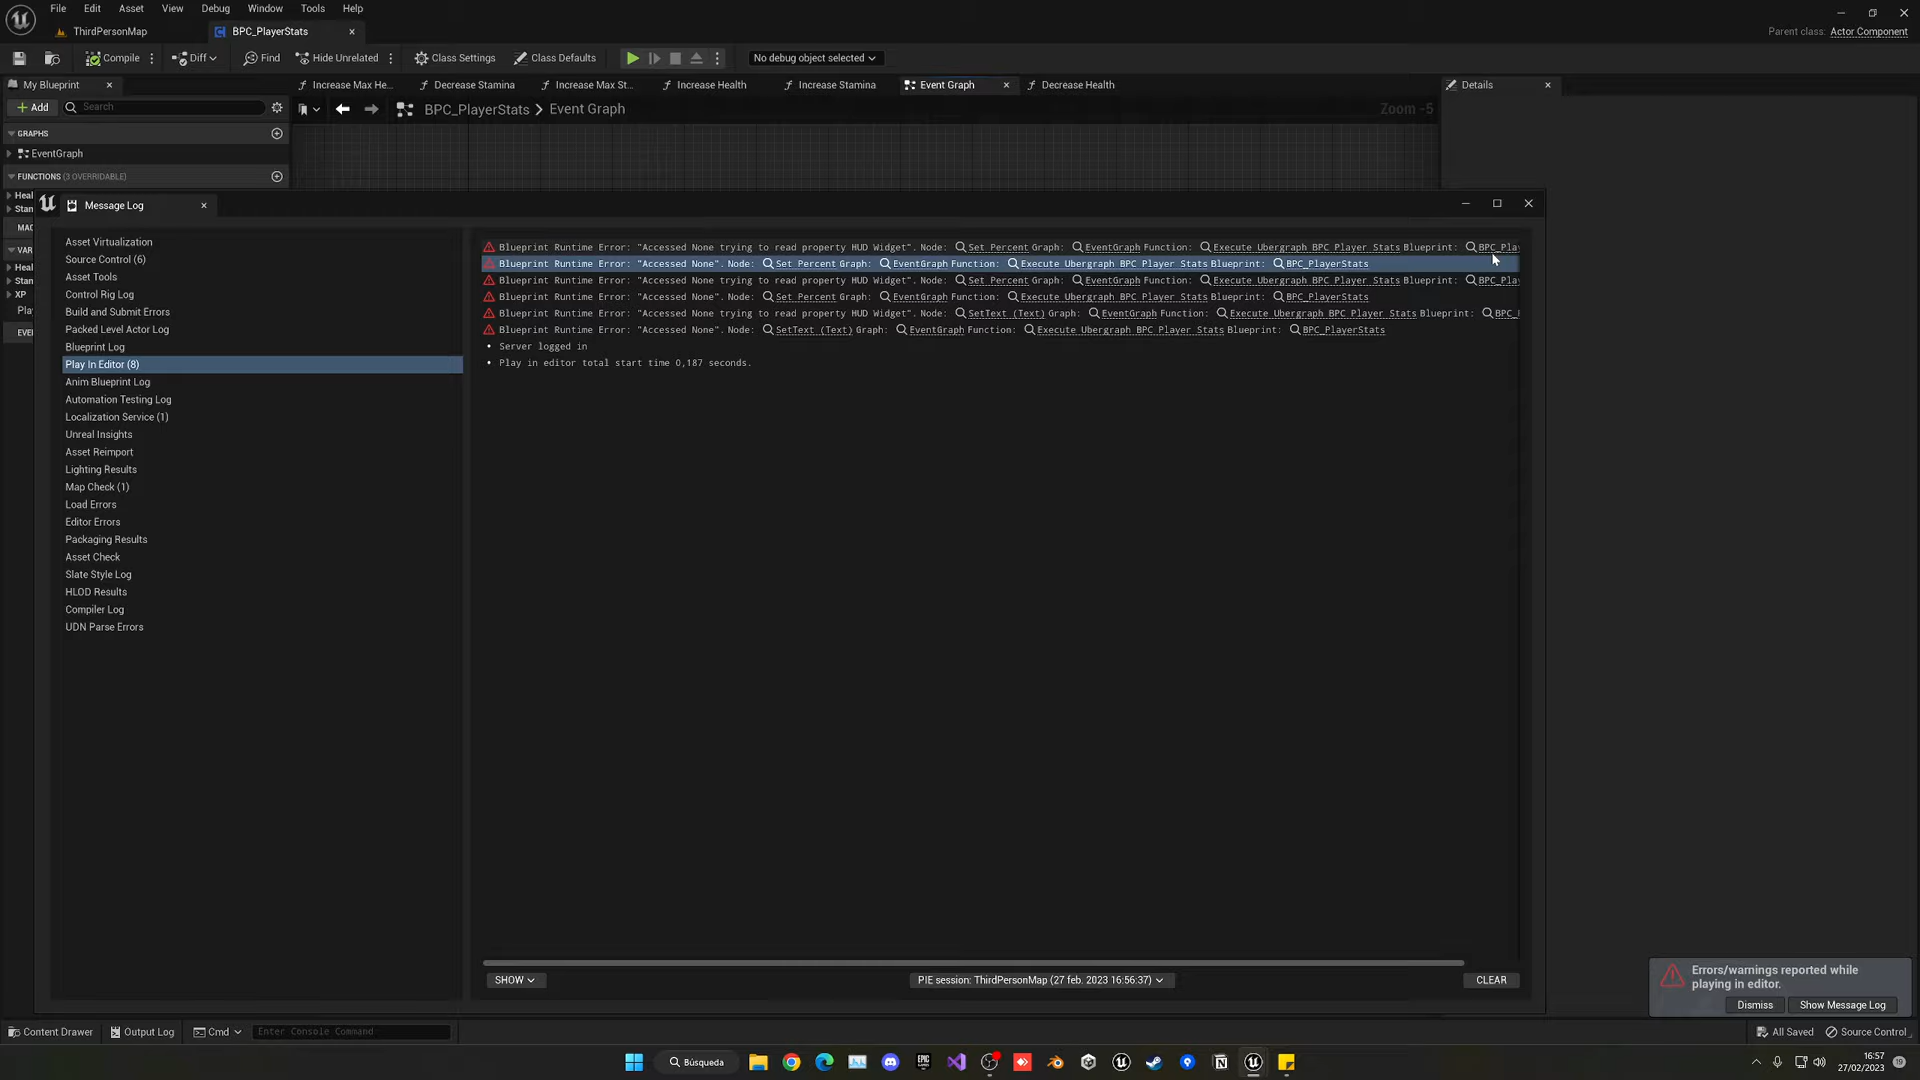 File Edit Asset View Debug Window Tools Help
ThirdPersonMap
BPC_PlayerStats
Parent class: Actor Component
Compile
Diff
Find
Hide Unrelated
Class Settings
Class Defaults
No debug object selected
My Blueprint
Increase Max He...
Decrease Stamina
Increase Max St...
Increase Health
Increase Stamina
Event Graph
Decrease Health
Details
Add
Search
BPC_PlayerStats > Event Graph
Zoom -5
GRAPHS
EventGraph
FUNCTIONS (3 OVERRIDABLE)
Heal
Stan
MAC
VAR
Heal
Stan
XP
Play
EVEN
Message Log
Asset Virtualization
Source Control (6)
Asset Tools
Control Rig Log
Build and Submit Errors
Packed Level Actor Log
Blueprint Log
Play In Editor (8)
Anim Blueprint Log
Automation Testing Log
Localization Service (1)
Unreal Insights
Asset Reimport
Lighting Results
Map Check (1)
Load Errors
Editor Errors
Packaging Results
Asset Check
Slate Style Log
HLOD Results
Compiler Log
UDN Parse Errors
Blueprint Runtime Error: "Accessed None trying to read property HUD Widget". Node: Set Percent Graph: EventGraph Function: Execute Ubergraph BPC Player Stats Blueprint: BPC_Play
Blueprint Runtime Error: "Accessed None". Node: Set Percent Graph: EventGraph Function: Execute Ubergraph BPC Player Stats Blueprint: BPC_PlayerStats
Blueprint Runtime Error: "Accessed None trying to read property HUD Widget". Node: Set Percent Graph: EventGraph Function: Execute Ubergraph BPC Player Stats Blueprint: BPC_Play
Blueprint Runtime Error: "Accessed None". Node: Set Percent Graph: EventGraph Function: Execute Ubergraph BPC Player Stats Blueprint: BPC_PlayerStats
Blueprint Runtime Error: "Accessed None trying to read property HUD Widget". Node: SetText (Text) Graph: EventGraph Function: Execute Ubergraph BPC Player Stats Blueprint: BPC_P
Blueprint Runtime Error: "Accessed None". Node: SetText (Text) Graph: EventGraph Function: Execute Ubergraph BPC Player Stats Blueprint: BPC_PlayerStats
• Server logged in
• Play in editor total start time 0,187 seconds.
SHOW
PIE session: ThirdPersonMap (27 feb. 2023 16:56:37)
CLEAR
Errors/warnings reported while
playing in editor.
Dismiss
Show Message Log
Content Drawer
Output Log
Cmd
Enter Console Command
All Saved
Source Control
Búsqueda
16:57
27/02/2023
19